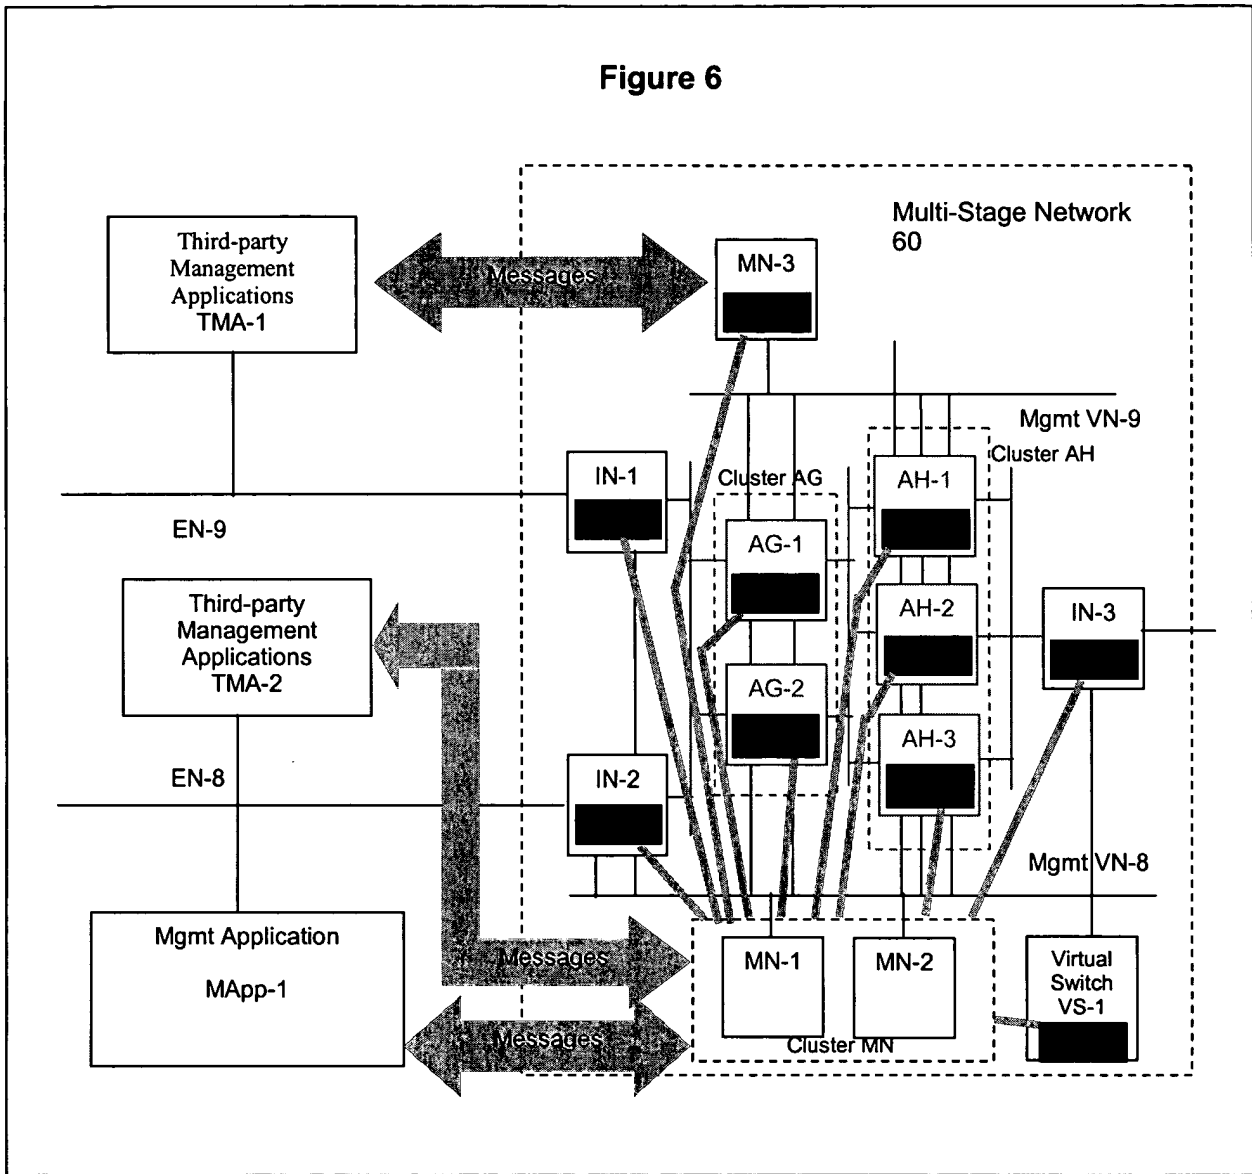 Figure 6
Multi-Stage Network
60
Third-party
Management
Applications
TMA-1
Messages
MN-3
Mgmt VN-9
Cluster AH
IN-1
Cluster AG
AH-1
EN-9
AG-1
Third-party
Management
Applications
TMA-2
AH-2
IN-3
AG-2
AH-3
EN-8
IN-2
Mgmt VN-8
Mgmt Application
MApp-1
Messages
MN-1
MN-2
Virtual
Switch
VS-1
Messages
Cluster MN